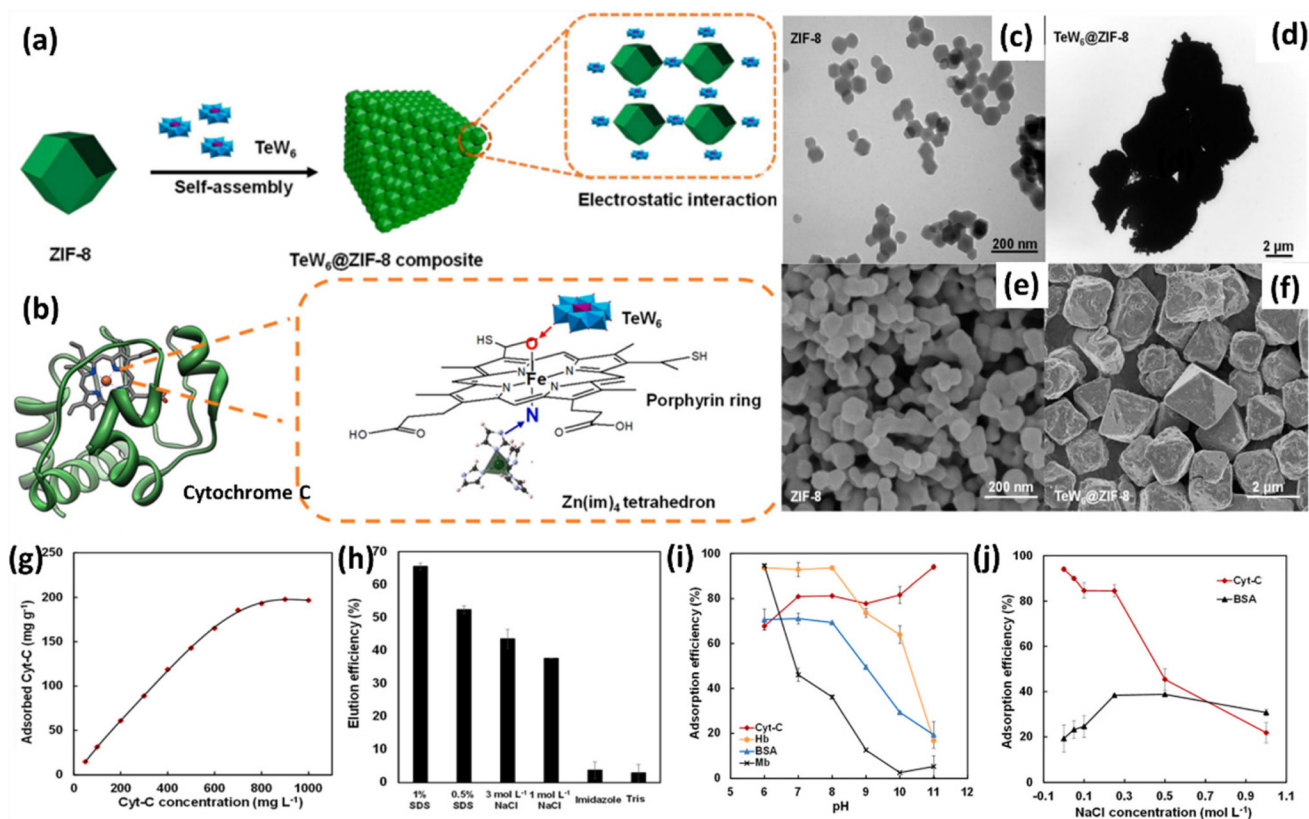 (a)
ZIF-8
TeW₆
Self-assembly
TeW₆@ZIF-8 composite
Electrostatic interaction
(b)
Cytochrome C
TeW₆
O
HS
SH
N
N
Fe
N
N
Porphyrin ring
N
HO
O
O
OH
Zn(im)₄ tetrahedron
ZIF-8
(c)
200 nm
TeW₆@ZIF-8
(d)
(d)
2 μm
(e)
ZIF-8
200 nm
(f)
TeW₆@ZIF-8
2 μm
(g)
Adsorbed Cyt-C (mg g⁻¹)
250
200
150
100
50
0
0 200 400 600 800 1000
Cyt-C concentration (mg L⁻¹)
(h)
Elution efficiency (%)
70
60
50
40
30
20
10
0
1% SDS
0.5% SDS
3 mol L⁻¹ NaCl
1 mol L⁻¹ NaCl
Imidazole
Tris
(i)
Adsorption efficiency (%)
100
80
60
40
20
0
Cyt-C
Hb
BSA
Mb
5 6 7 8 9 10 11 12
pH
(j)
Adsorption efficiency (%)
100
80
60
40
20
0
Cyt-C
BSA
-0.1 0.1 0.3 0.5 0.7 0.9 1.1
NaCl concentration (mol L⁻¹)